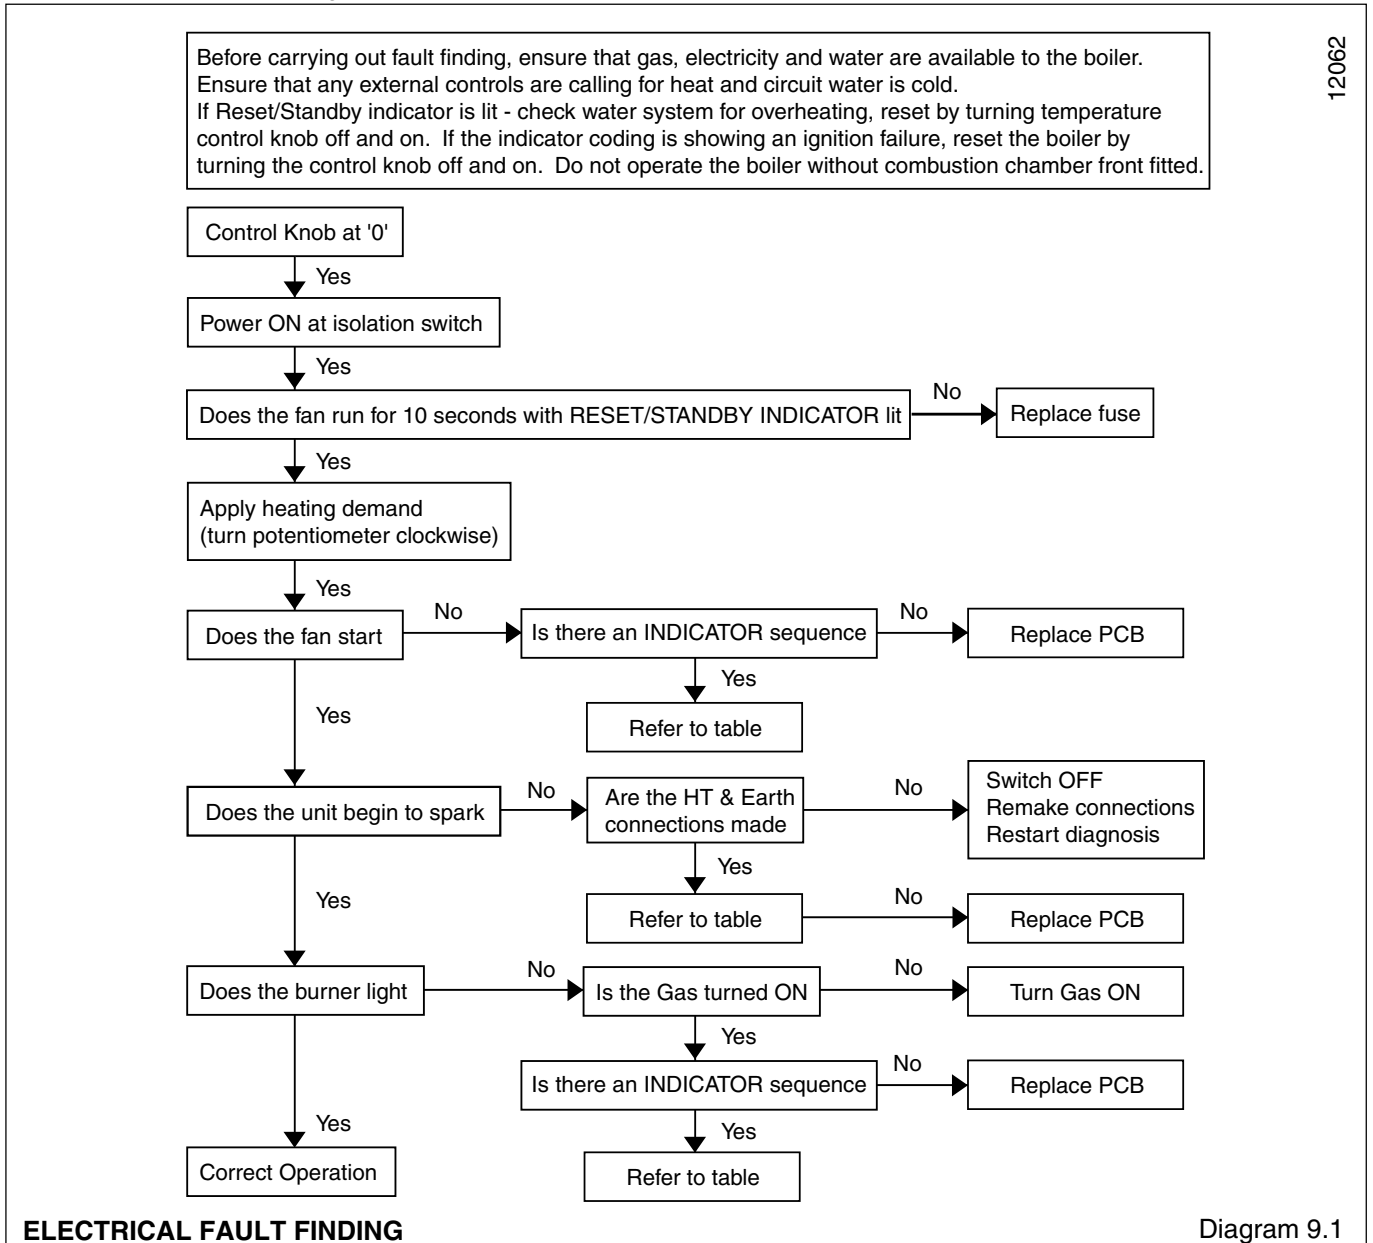 Before carrying out fault finding, ensure that gas, electricity and water are available to the boiler.
Ensure that any external controls are calling for heat and circuit water is cold.
If Reset/Standby indicator is lit - check water system for overheating, reset by turning temperature
control knob off and on.  If the indicator coding is showing an ignition failure, reset the boiler by
turning the control knob off and on.  Do not operate the boiler without combustion chamber front fitted.
12062
Control Knob at '0'
Yes
Power ON at isolation switch
Yes
Does the fan run for 10 seconds with RESET/STANDBY INDICATOR lit
No
Replace fuse
Yes
Apply heating demand
(turn potentiometer clockwise)
Yes
Does the fan start
No
Is there an INDICATOR sequence
No
Replace PCB
Yes
Refer to table
Yes
Does the unit begin to spark
No
Are the HT & Earth
connections made
No
Switch OFF
Remake connections
Restart diagnosis
Yes
Refer to table
No
Replace PCB
Yes
Does the burner light
No
Is the Gas turned ON
No
Turn Gas ON
Yes
Is there an INDICATOR sequence
No
Replace PCB
Yes
Refer to table
Yes
Correct Operation
ELECTRICAL FAULT FINDING
Diagram 9.1